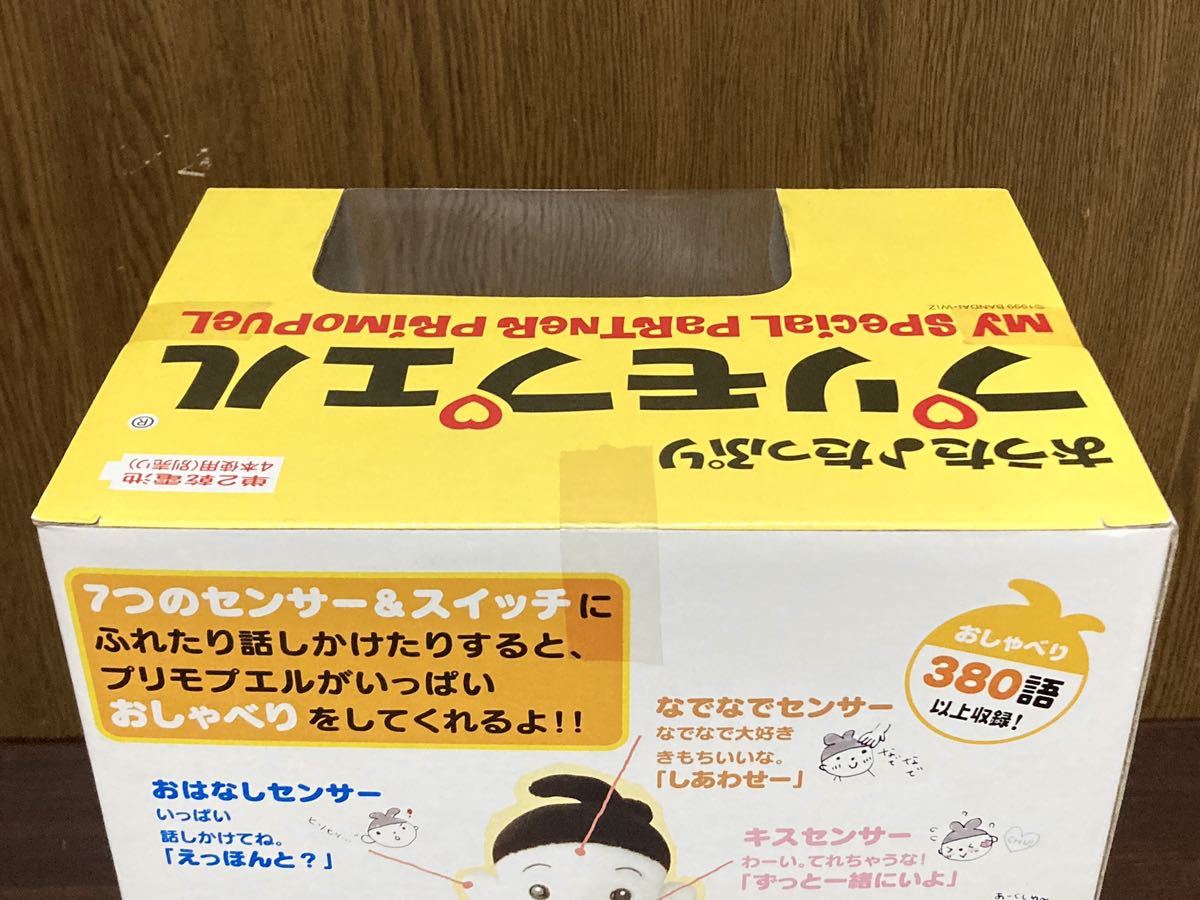 おうた♪たっぷり
プリモプエル
®
MY SPeciaL PaRTNeR PRiMoPUeL
©1999 BANDAI・WiZ
単2乾電池
4本使用(別売り)
7つのセンサー&スイッチに
ふれたり話しかけたりすると、
プリモプエルがいっぱい
おしゃべりをしてくれるよ!!
おしゃべり
380語
以上収録!
なでなでセンサー
なでなで大好き
きもちいいな。
「しあわせー」
おはなしセンサー
いっぱい
話しかけてね。
「えっほんと?」
キスセンサー
わーい。てれちゃうな!
「ずっと一緒にいよ」